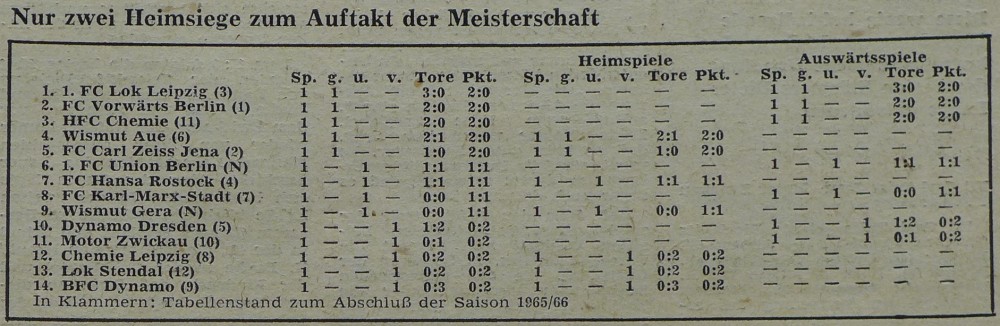 Nur zwei Heimsiege zum Auftakt der Meisterschaft
Heimspiele Auswärtsspiele
Sp. g. u. v. Tore Pkt. Sp. g. u. v. Tore Pkt. Sp. g. u. v. Tore Pkt.
1. 1. FC Lok Leipzig (3) 1 1 — — 3:0 2:0 — — — — — — 1 1 — — 3:0 2:0
2. FC Vorwärts Berlin (1) 1 1 — — 2:0 2:0 — — — — — — 1 1 — — 2:0 2:0
3. HFC Chemie (11) 1 1 — — 2:0 2:0 — — — — — — 1 1 — — 2:0 2:0
4. Wismut Aue (6) 1 1 — — 2:1 2:0 1 1 — — 2:1 2:0 — — — — — —
5. FC Carl Zeiss Jena (2) 1 1 — — 1:0 2:0 1 1 — — 1:0 2:0 — — — — — —
6. 1. FC Union Berlin (N) 1 — 1 — 1:1 1:1 — — — — — — 1 — 1 — 1:1 1:1
7. FC Hansa Rostock (4) 1 — 1 — 1:1 1:1 1 — 1 — 1:1 1:1 — — — — — —
8. FC Karl-Marx-Stadt (7) 1 — 1 — 0:0 1:1 — — — — — — 1 — 1 — 0:0 1:1
9. Wismut Gera (N) 1 — 1 — 0:0 1:1 1 — 1 — 0:0 1:1 — — — — — —
10. Dynamo Dresden (5) 1 — — 1 1:2 0:2 — — — — — — 1 — — 1 1:2 0:2
11. Motor Zwickau (10) 1 — — 1 0:1 0:2 — — — — — — 1 — — 1 0:1 0:2
12. Chemie Leipzig (8) 1 — — 1 0:2 0:2 1 — — 1 0:2 0:2 — — — — — —
13. Lok Stendal (12) 1 — — 1 0:2 0:2 1 — — 1 0:2 0:2 — — — — — —
14. BFC Dynamo (9) 1 — — 1 0:3 0:2 1 — — 1 0:3 0:2 — — — — — —
In Klammern: Tabellenstand zum Abschluß der Saison 1965/66